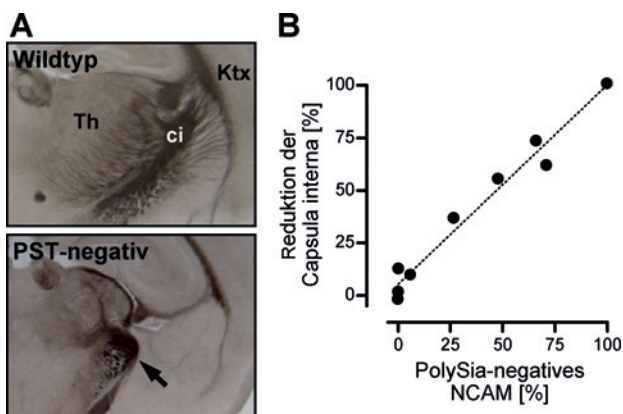 A
Wildtyp
Ktx
Th
ci
PST-negativ
B
Reduktion der
Capsula interna [%]
100
75
50
25
0
0
25
50
75
100
PolySia-negatives
NCAM [%]